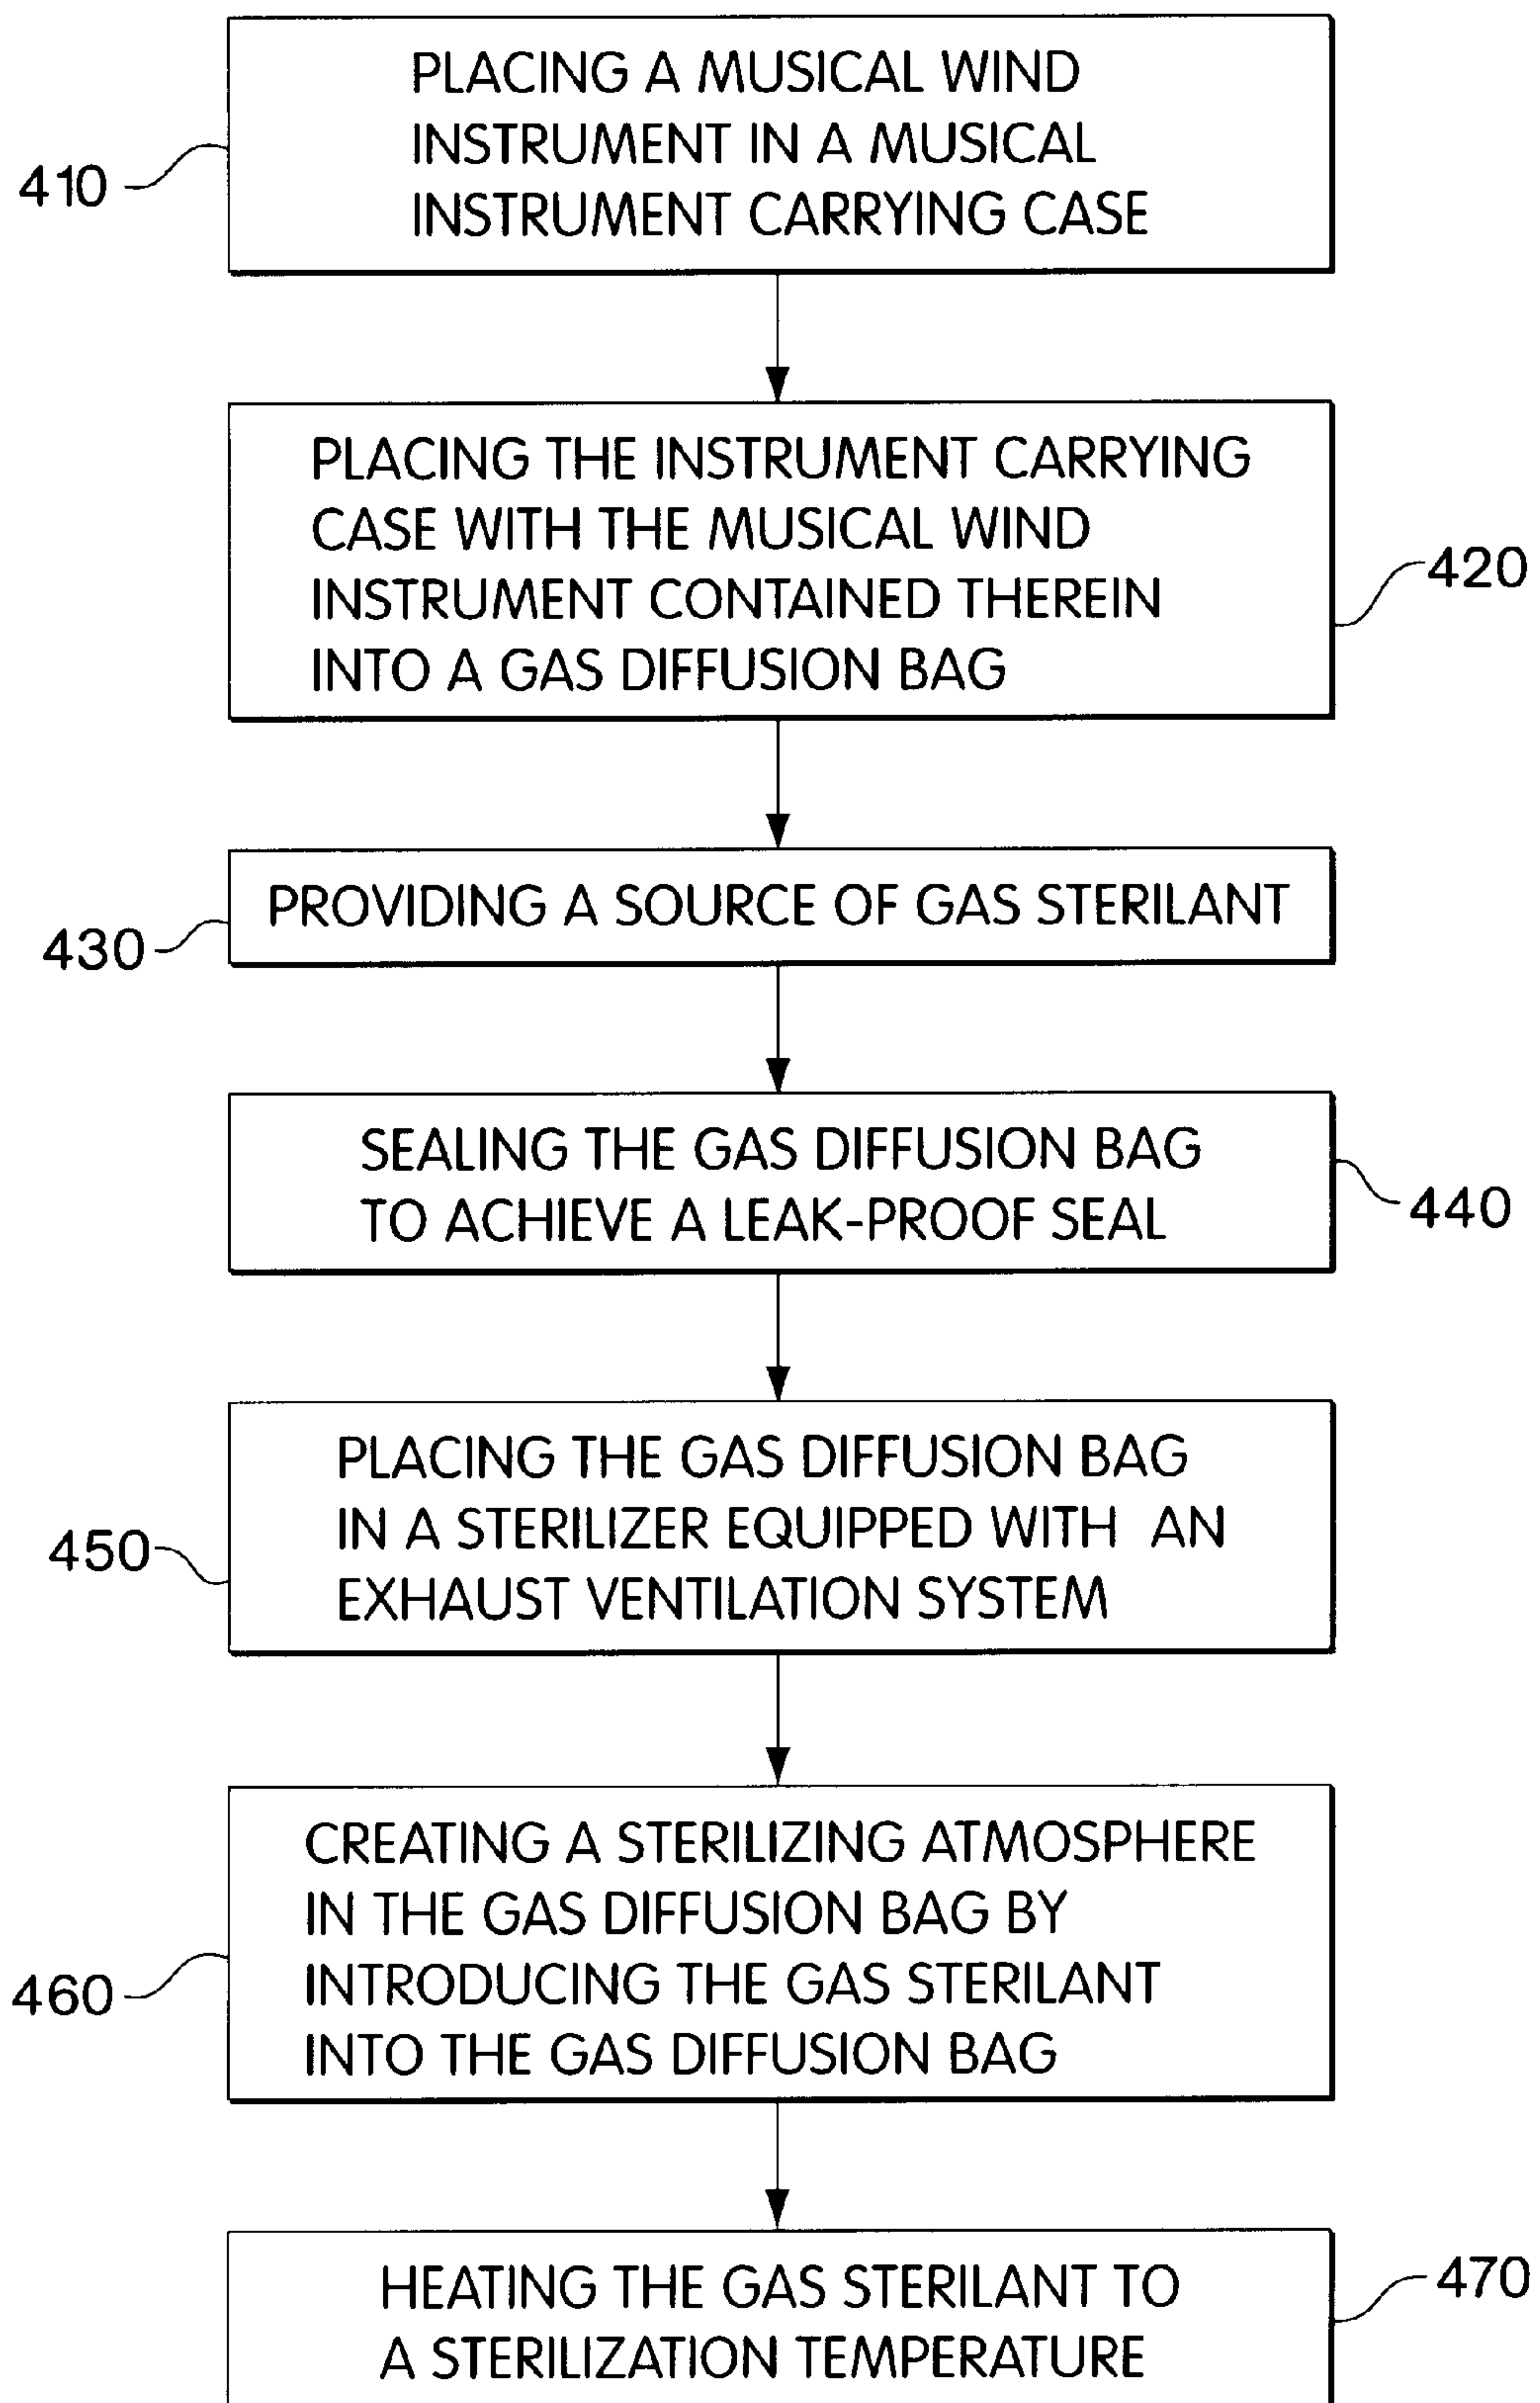 PLACING A MUSICAL WIND
INSTRUMENT IN A MUSICAL
INSTRUMENT CARRYING CASE
410
PLACING THE INSTRUMENT CARRYING
CASE WITH THE MUSICAL WIND
INSTRUMENT CONTAINED THEREIN
INTO A GAS DIFFUSION BAG
420
PROVIDING A SOURCE OF GAS STERILANT
430
SEALING THE GAS DIFFUSION BAG
TO ACHIEVE A LEAK-PROOF SEAL
440
PLACING THE GAS DIFFUSION BAG
IN A STERILIZER EQUIPPED WITH AN
EXHAUST VENTILATION SYSTEM
450
CREATING A STERILIZING ATMOSPHERE
IN THE GAS DIFFUSION BAG BY
INTRODUCING THE GAS STERILANT
INTO THE GAS DIFFUSION BAG
460
HEATING THE GAS STERILANT TO
A STERILIZATION TEMPERATURE
470